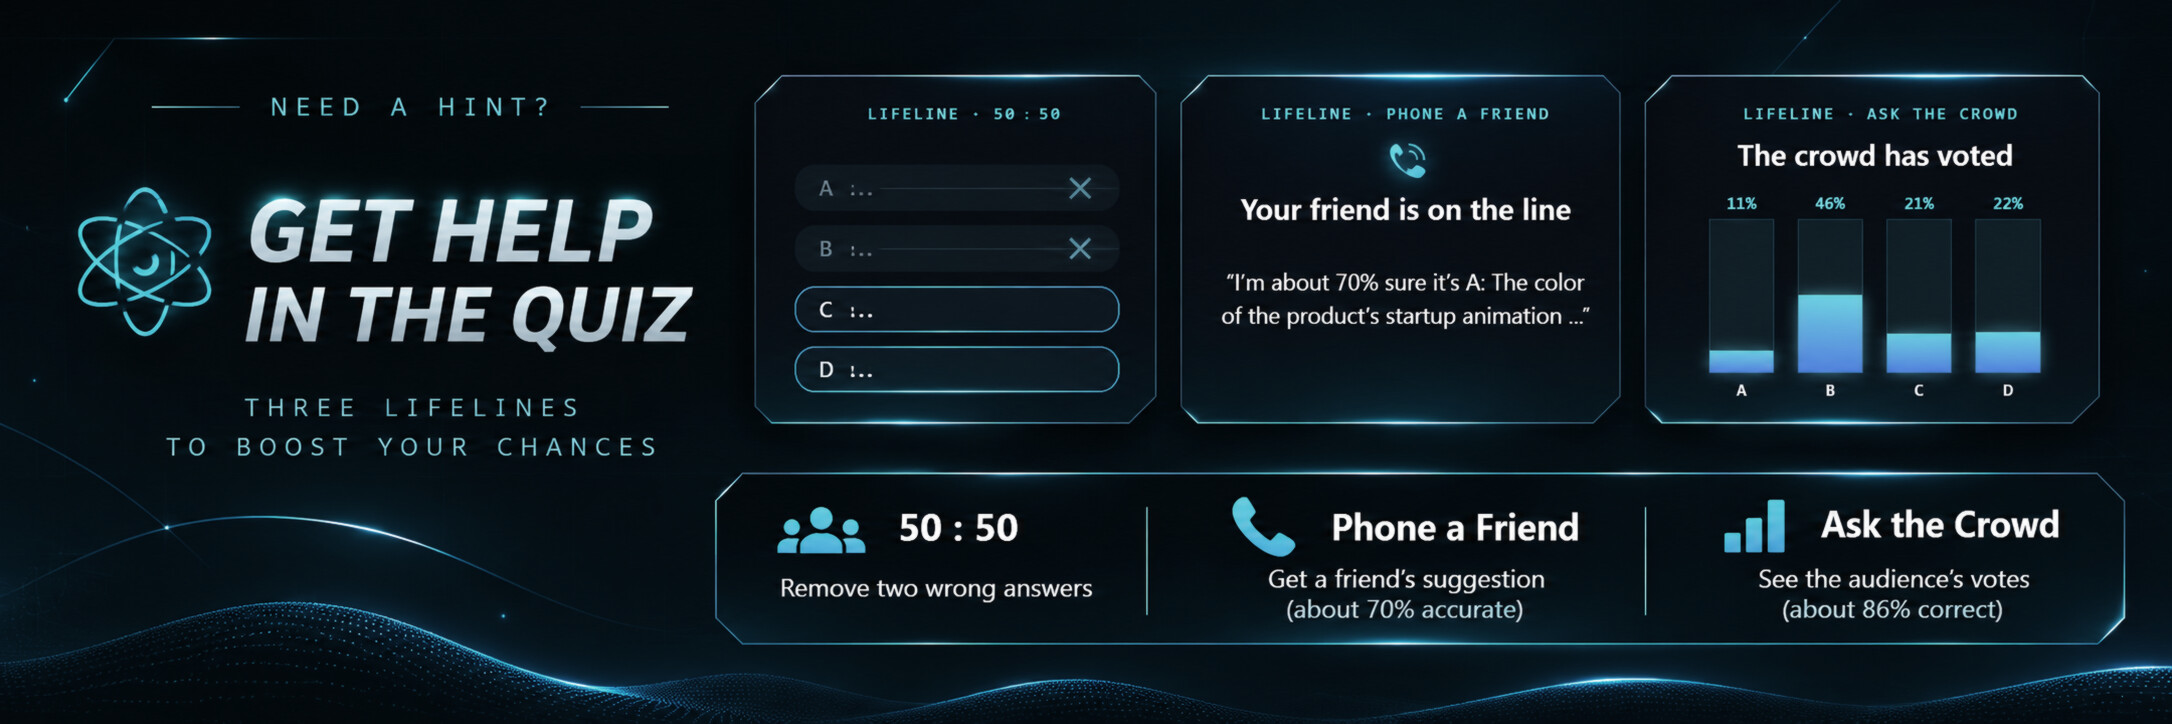 NEED A HINT?
GET HELP
IN THE QUIZ
THREE LIFELINES
TO BOOST YOUR CHANCES
LIFELINE · 50:50
A :..
B :..
C :..
D :..
LIFELINE · PHONE A FRIEND
Your friend is on the line
“I’m about 70% sure it’s A: The color
of the product’s startup animation ...”
LIFELINE · ASK THE CROWD
The crowd has voted
11% 46% 21% 22%
A B C D
50 : 50
Remove two wrong answers
Phone a Friend
Get a friend’s suggestion
(about 70% accurate)
Ask the Crowd
See the audience’s votes
(about 86% correct)